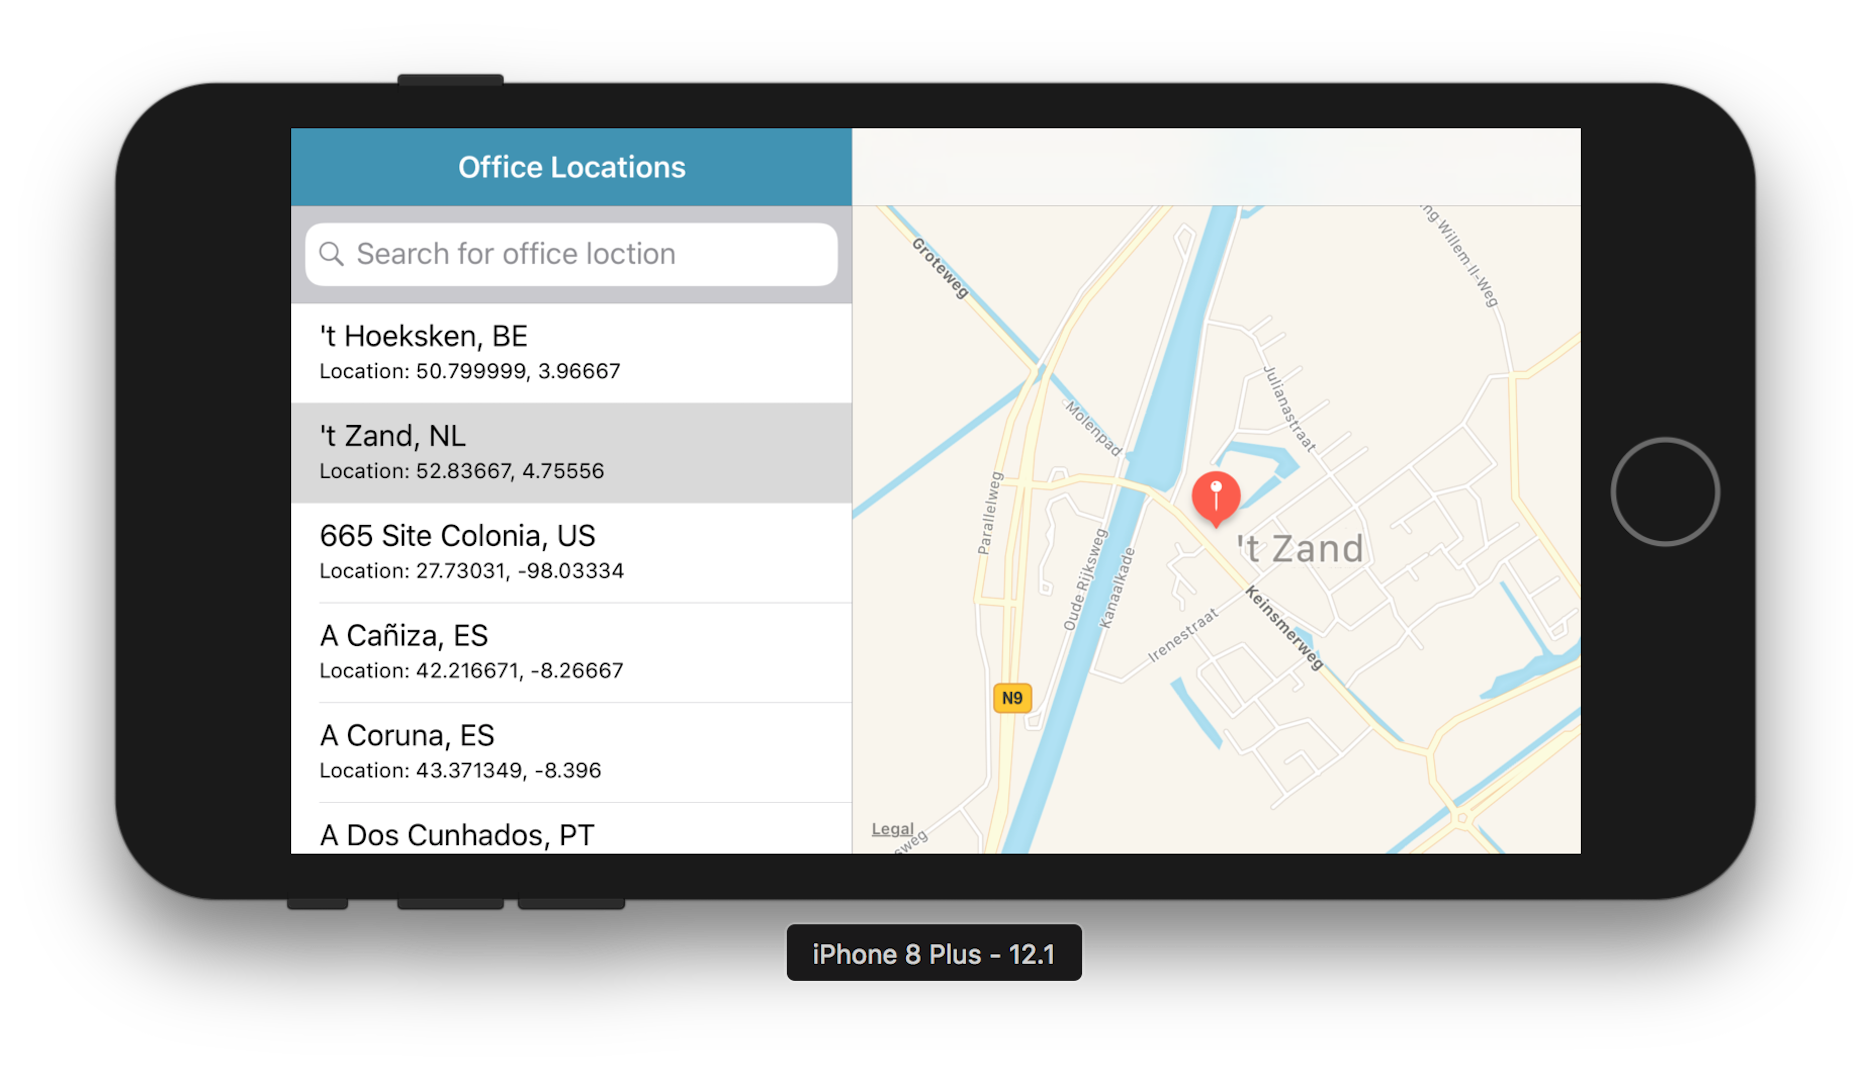 Office Locations
Search for office loction
't Hoeksken, BE
Location: 50.799999, 3.96667
't Zand, NL
Location: 52.83667, 4.75556
665 Site Colonia, US
Location: 27.73031, -98.03334
A Cañiza, ES
Location: 42.216671, -8.26667
A Coruna, ES
Location: 43.371349, -8.396
A Dos Cunhados, PT
Groteweg
ng Willem II-Weg
Julianastraat
Molenpad
Parallelweg
't Zand
Oude Rijksweg
Kanaalkade
Keinsmerweg
Irenestraat
N9
Legal
sweg
iPhone 8 Plus - 12.1